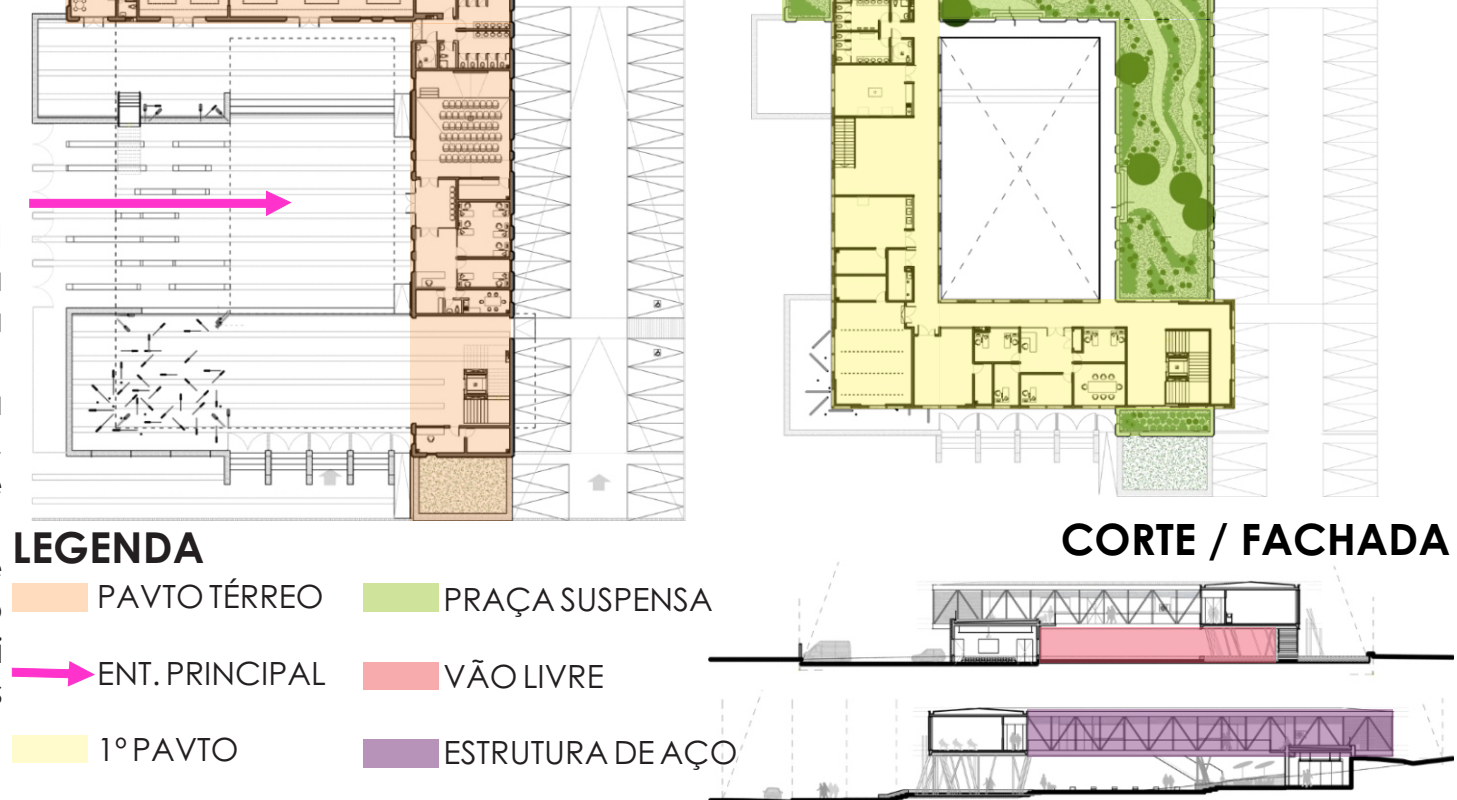 LEGENDA
PAVTO TÉRREO
ENT. PRINCIPAL
1º PAVTO
PRAÇA SUSPENSA
VÃO LIVRE
ESTRUTURA DE AÇO
CORTE / FACHADA